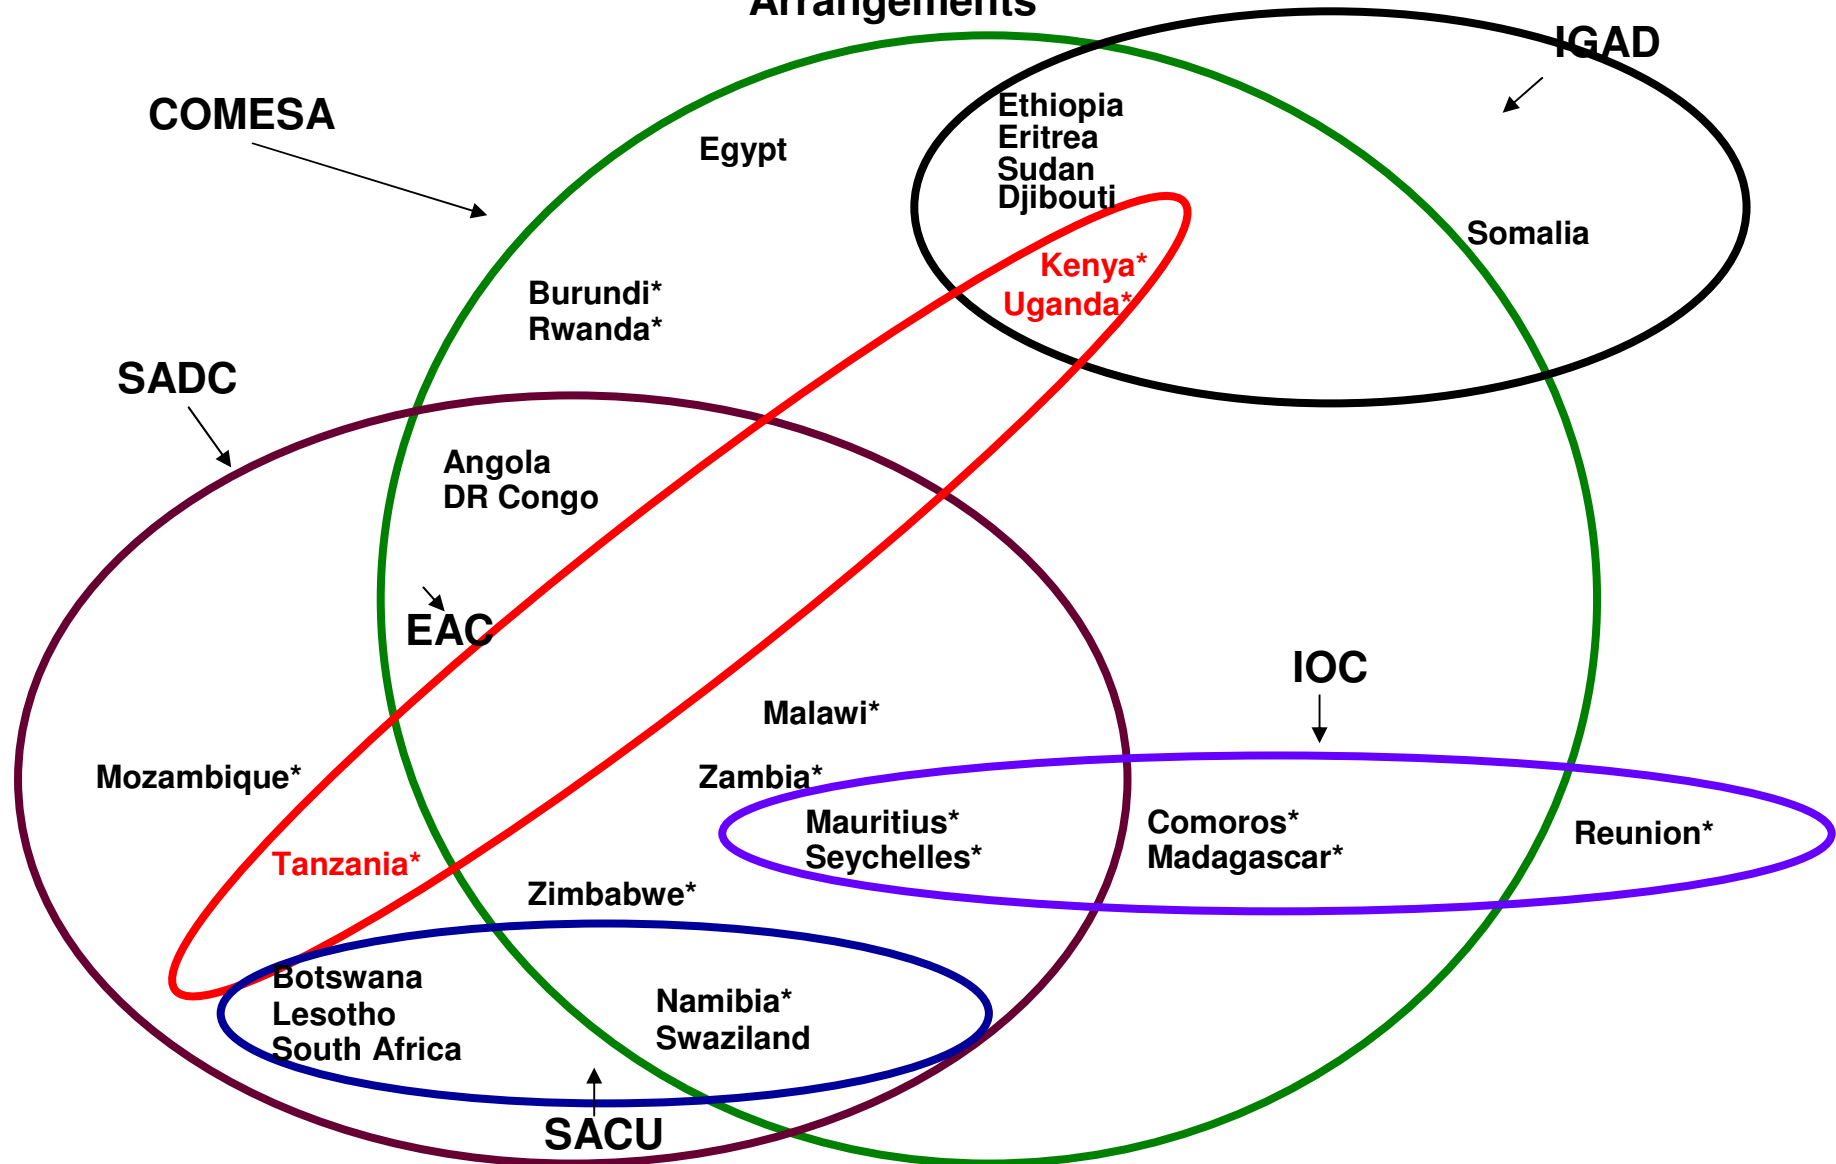 Arrangements
IGAD
COMESA
Ethiopia
Eritrea
Sudan
Djibouti
Egypt
Somalia
Kenya*
Uganda*
Burundi*
Rwanda*
SADC
Angola
DR Congo
EAC
IOC
Malawi*
Mozambique*
Zambia*
Mauritius*
Seychelles*
Comoros*
Madagascar*
Reunion*
Tanzania*
Zimbabwe*
Botswana
Lesotho
South Africa
Namibia*
Swaziland
SACU